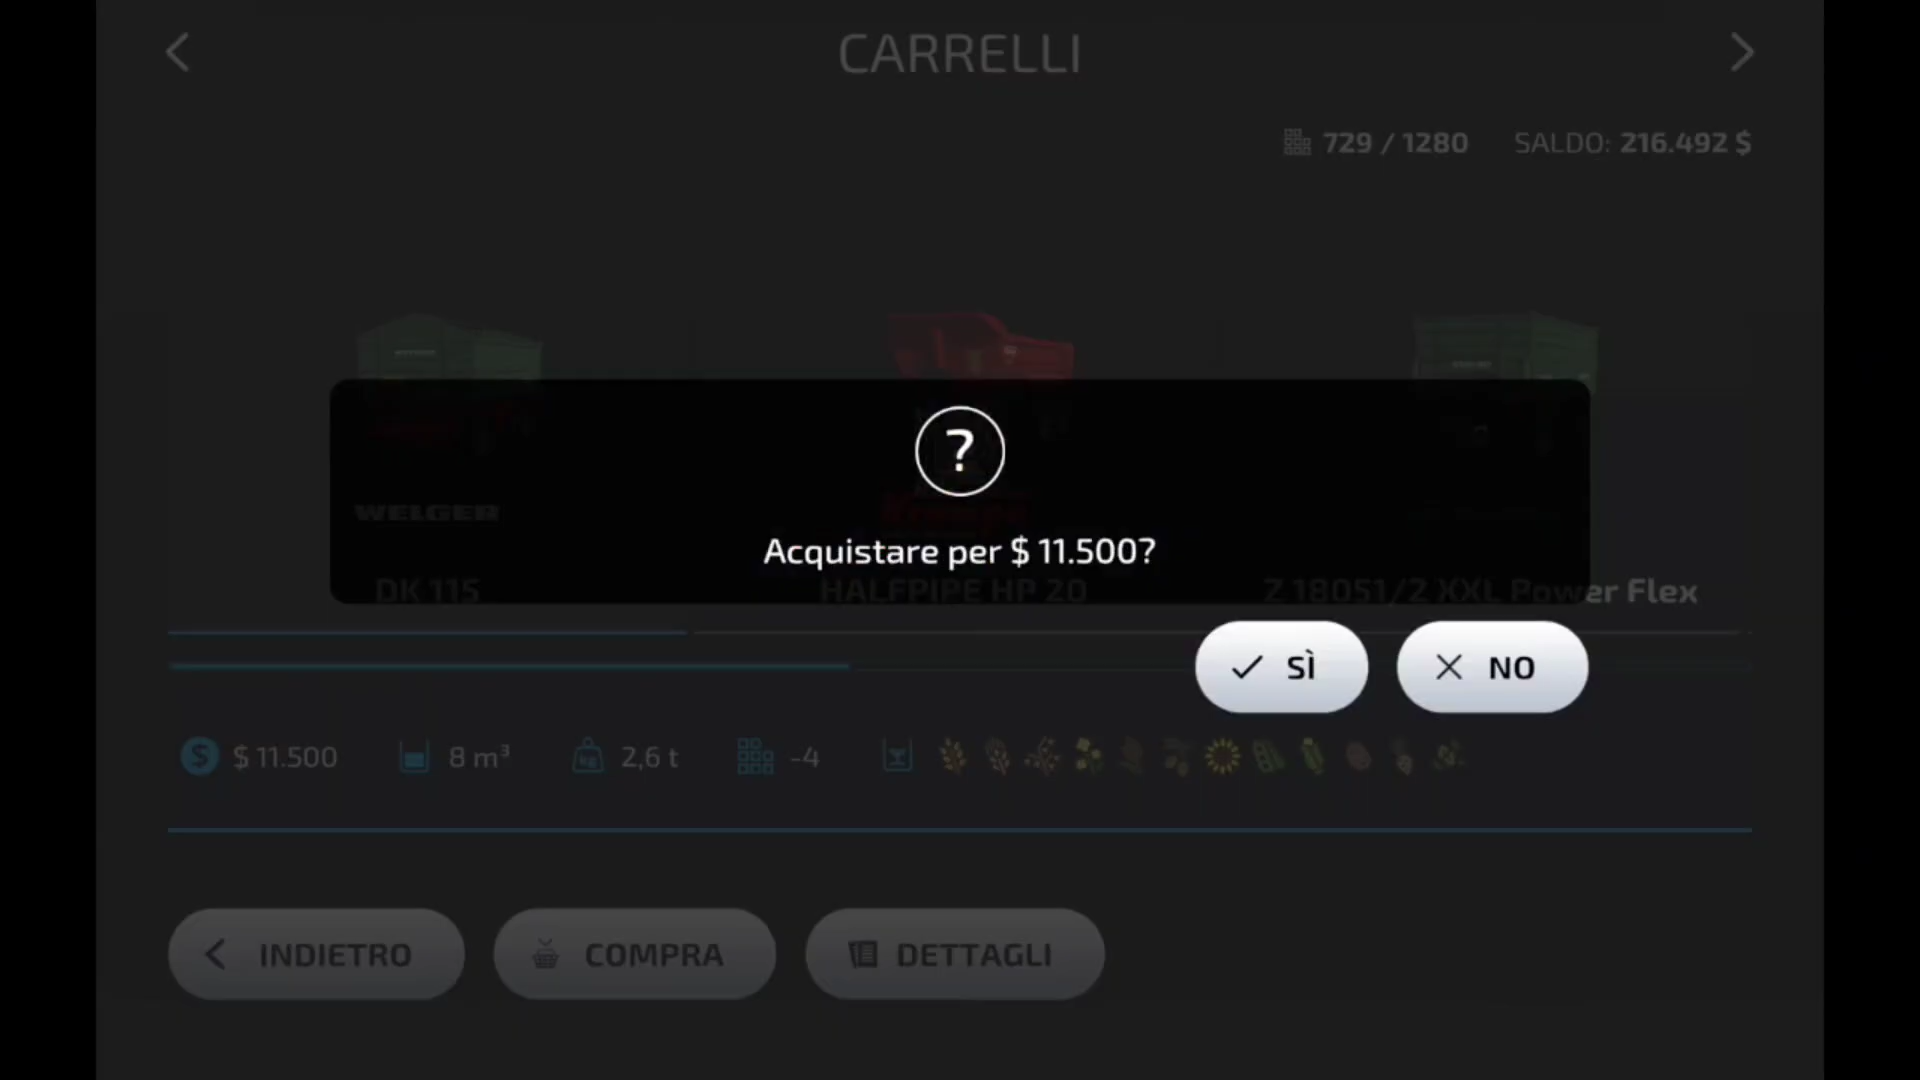 CARRELLI
729 / 1280 SALDO: 216.492 $
?
WELGER
Krampe
Acquistare per $ 11.500?
DK 115 HALFPIPE HP 20 Z 18051/2 XXL Power Flex
SÌ NO
$ 11.500 8 m³ 2,6 t -4
INDIETRO COMPRA DETTAGLI